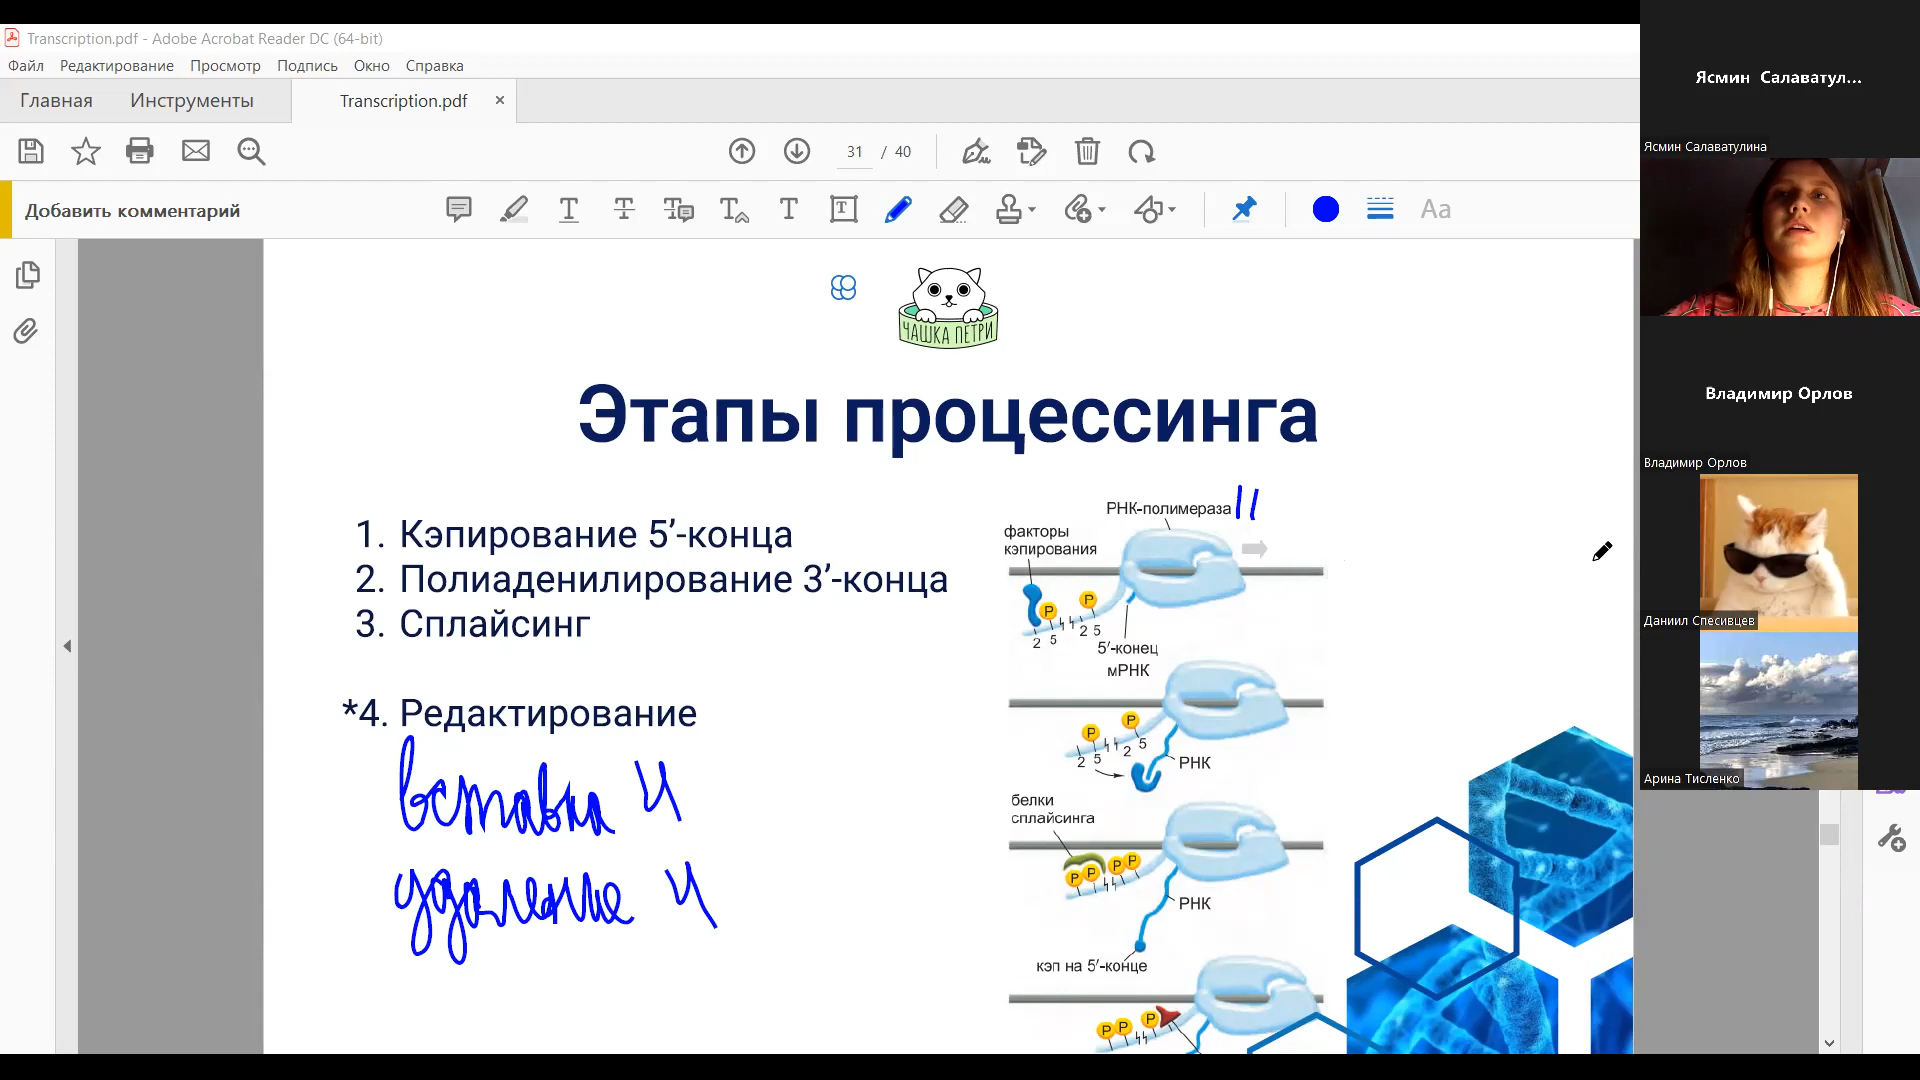 Transcription.pdf - Adobe Acrobat Reader DC (64-bit)
Файл Редактирование Просмотр Подпись Окно Справка
Главная Инструменты Transcription.pdf ×
31 / 40
Добавить комментарий
Aa
ЧАШКА ПЕТРИ
Этапы процессинга
1. Кэпирование 5’-конца
2. Полиаденилирование 3’-конца
3. Сплайсинг
*4. Редактирование
вставка Ч
удаление Ч
РНК-полимераза II
факторы
кэпирования
P P
2 5 2 5
5′-конец
мРНК
P P
2 5 2 5
РНК
белки
сплайсинга
P P P P
РНК
кэп на 5′-конце
P P P
Ясмин Салаватул...
Ясмин Салаватулина
Владимир Орлов
Владимир Орлов
Даниил Спесивцев
Арина Тисленко